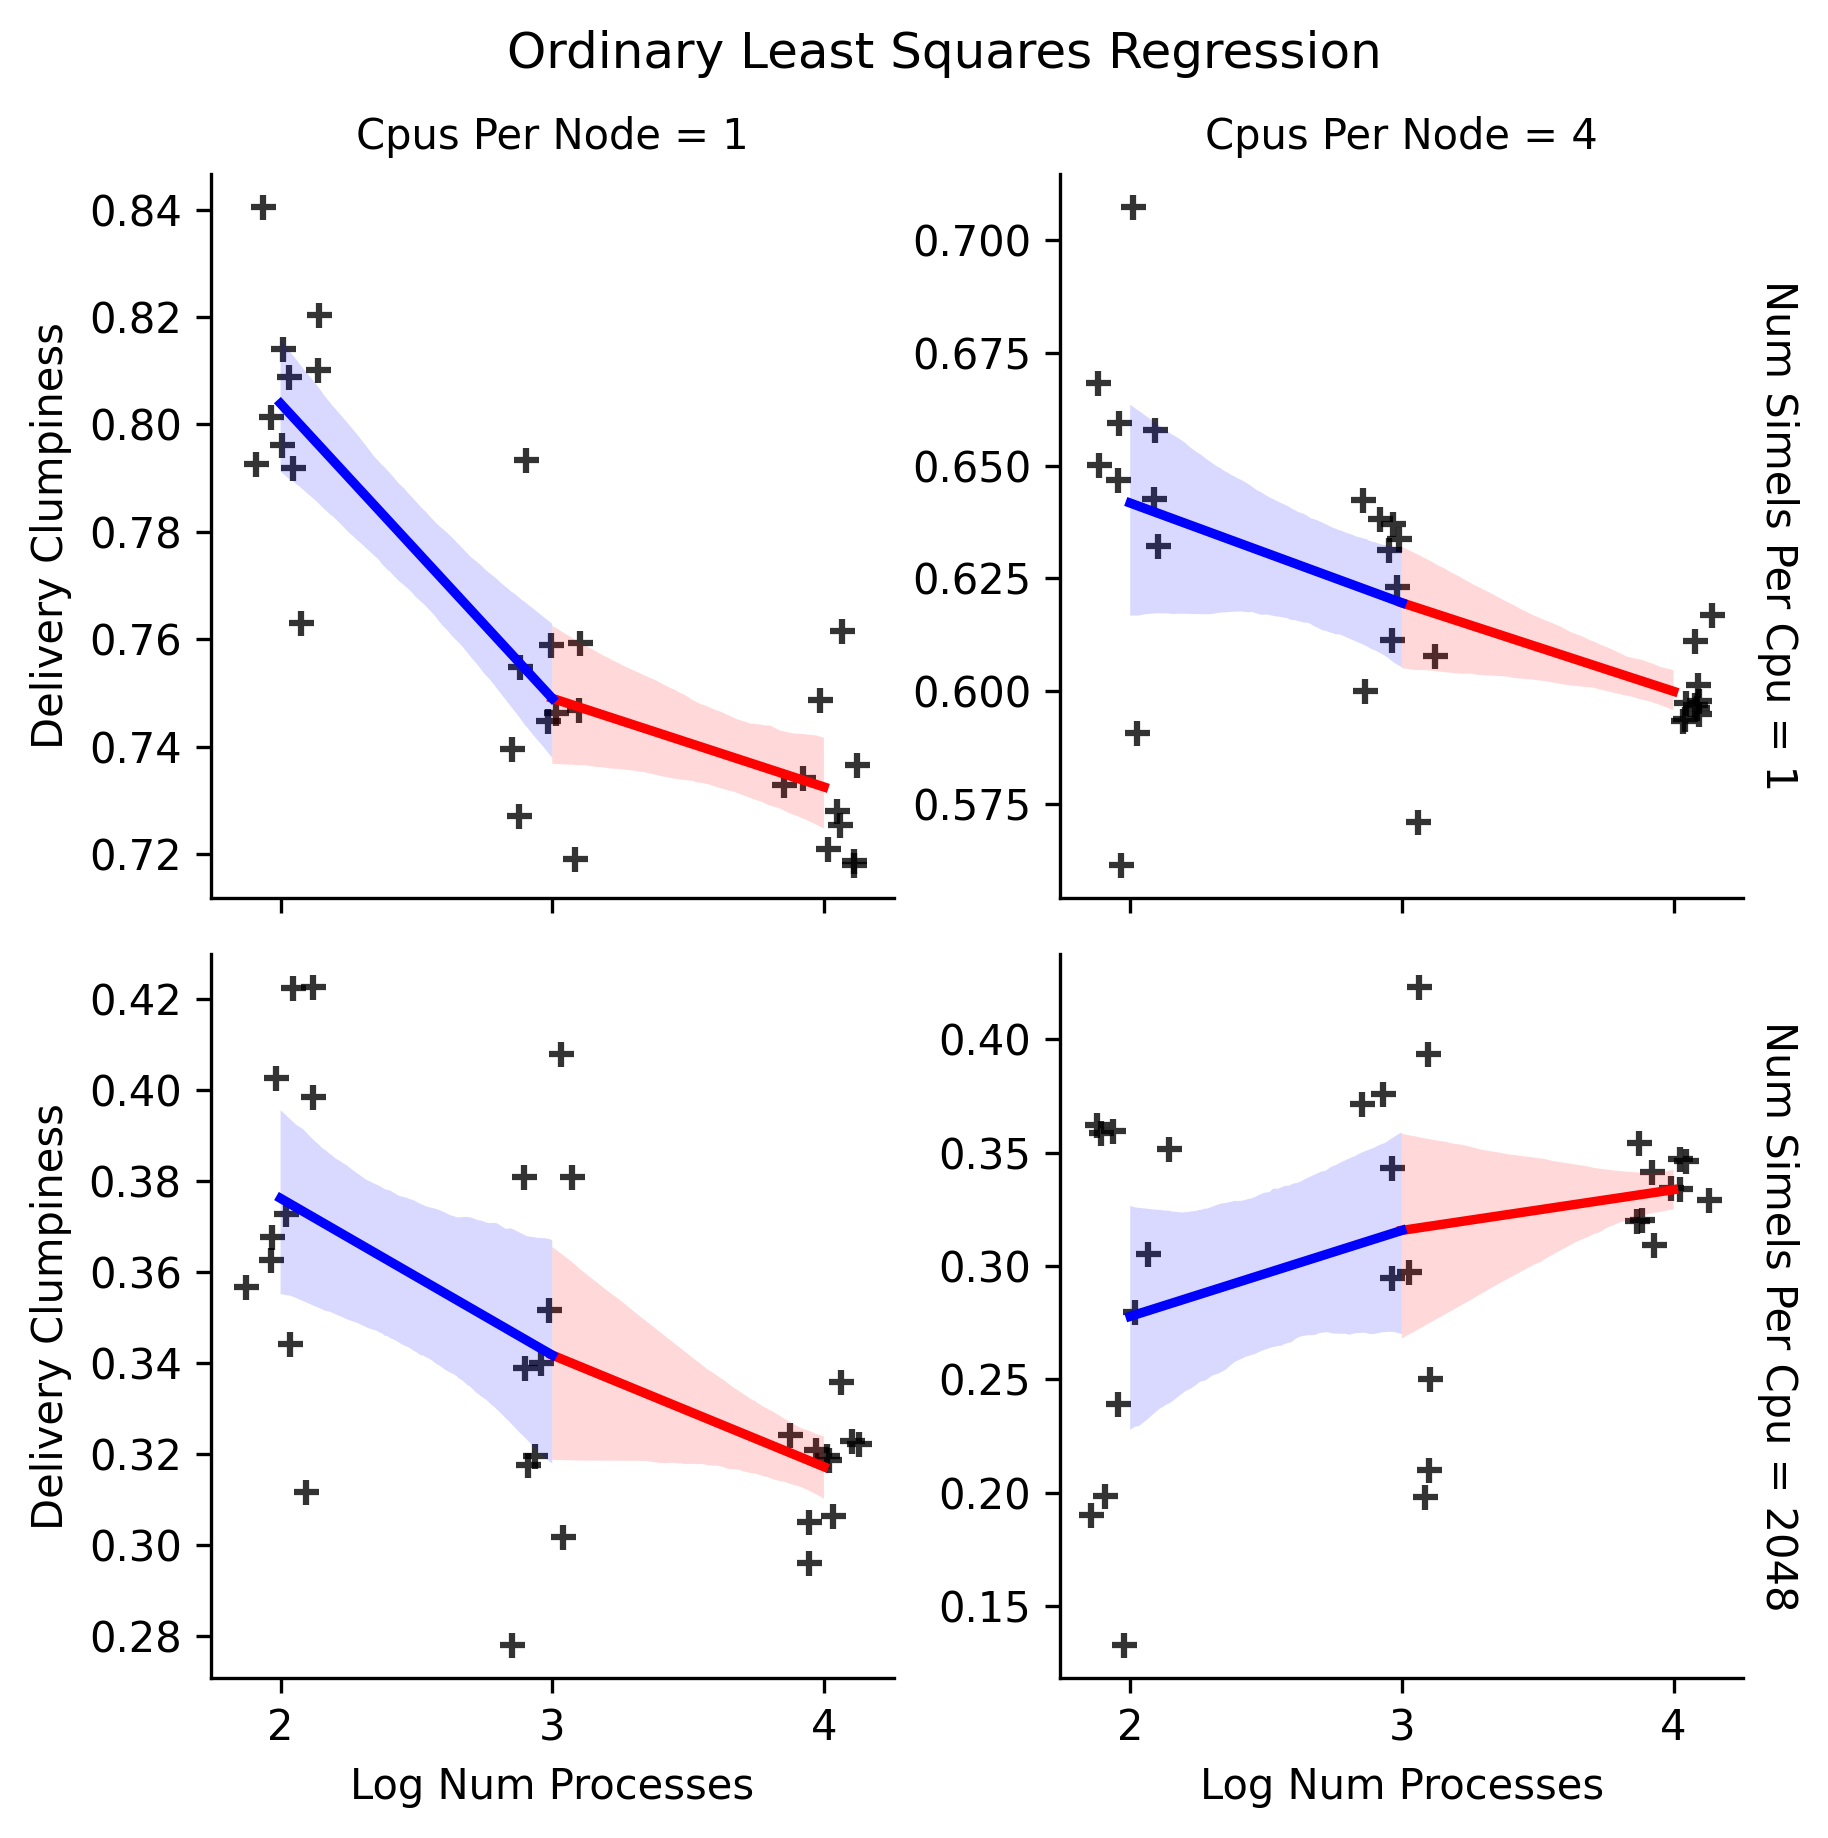 Ordinary Least Squares Regression
Cpus Per Node = 1
Cpus Per Node = 4
Delivery Clumpiness
0.84
0.82
0.80
0.78
0.76
0.74
0.72
0.700
0.675
0.650
0.625
0.600
0.575
Num Simels Per Cpu = 1
Delivery Clumpiness
0.42
0.40
0.38
0.36
0.34
0.32
0.30
0.28
2 3 4
Log Num Processes
0.40
0.35
0.30
0.25
0.20
0.15
2 3 4
Log Num Processes
Num Simels Per Cpu = 2048